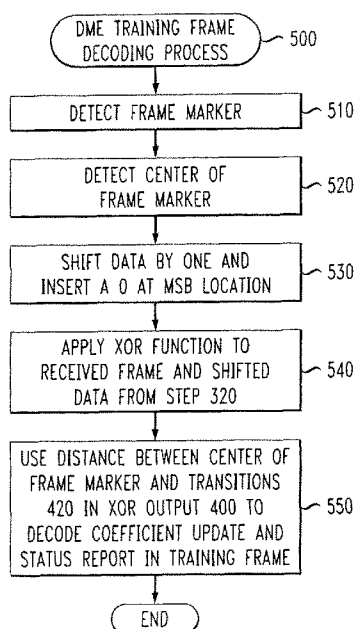 DME TRAINING FRAME
DECODING PROCESS
500
DETECT FRAME MARKER
510
DETECT CENTER OF
FRAME MARKER
520
SHIFT DATA BY ONE AND
INSERT A 0 AT MSB LOCATION
530
APPLY XOR FUNCTION TO
RECEIVED FRAME AND SHIFTED
DATA FROM STEP 320
540
USE DISTANCE BETWEEN CENTER OF
FRAME MARKER AND TRANSITIONS
420 IN XOR OUTPUT 400 TO
DECODE COEFFICIENT UPDATE AND
STATUS REPORT IN TRAINING FRAME
550
END